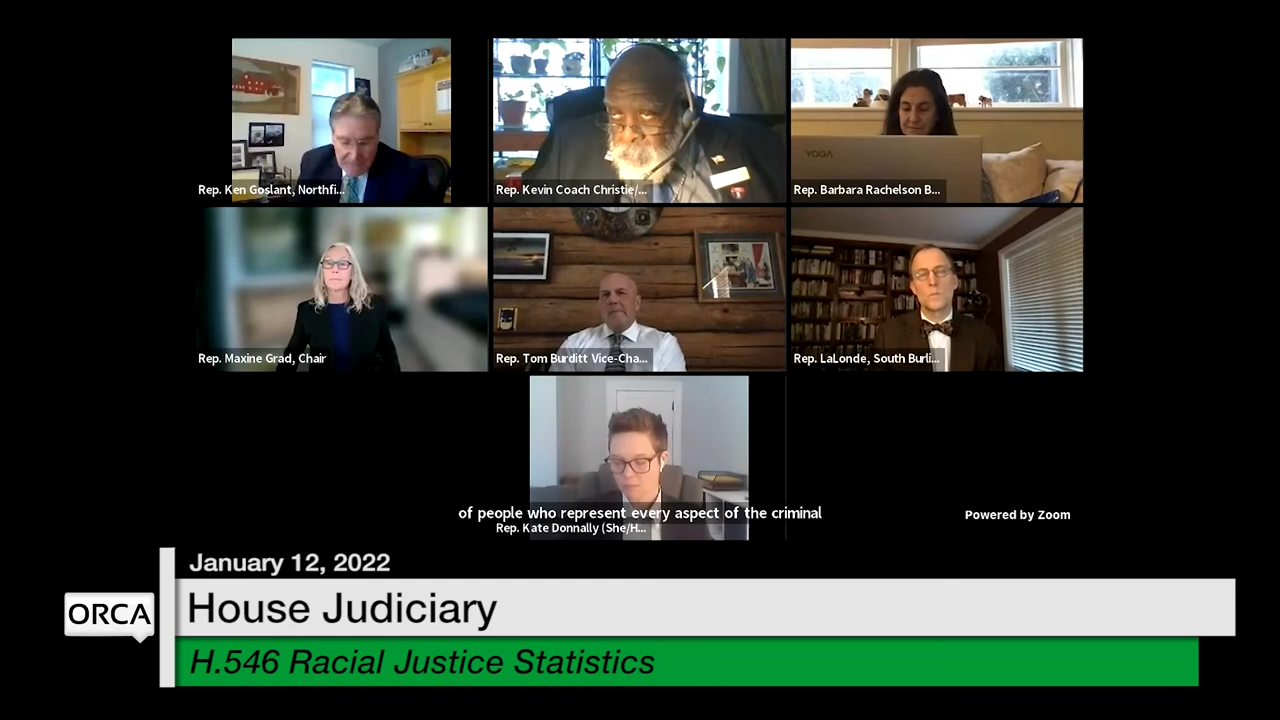 Rep. Ken Goslant, Northfi...
Rep. Kevin Coach Christie/...
YOGA
Rep. Barbara Rachelson B...
Rep. Maxine Grad, Chair
Rep. Tom Burditt Vice-Cha...
Rep. LaLonde, South Burli...
of people who represent every aspect of the criminal
Rep. Kate Donnally (She/H...
Powered by Zoom
January 12, 2022
ORCA
House Judiciary
H.546 Racial Justice Statistics